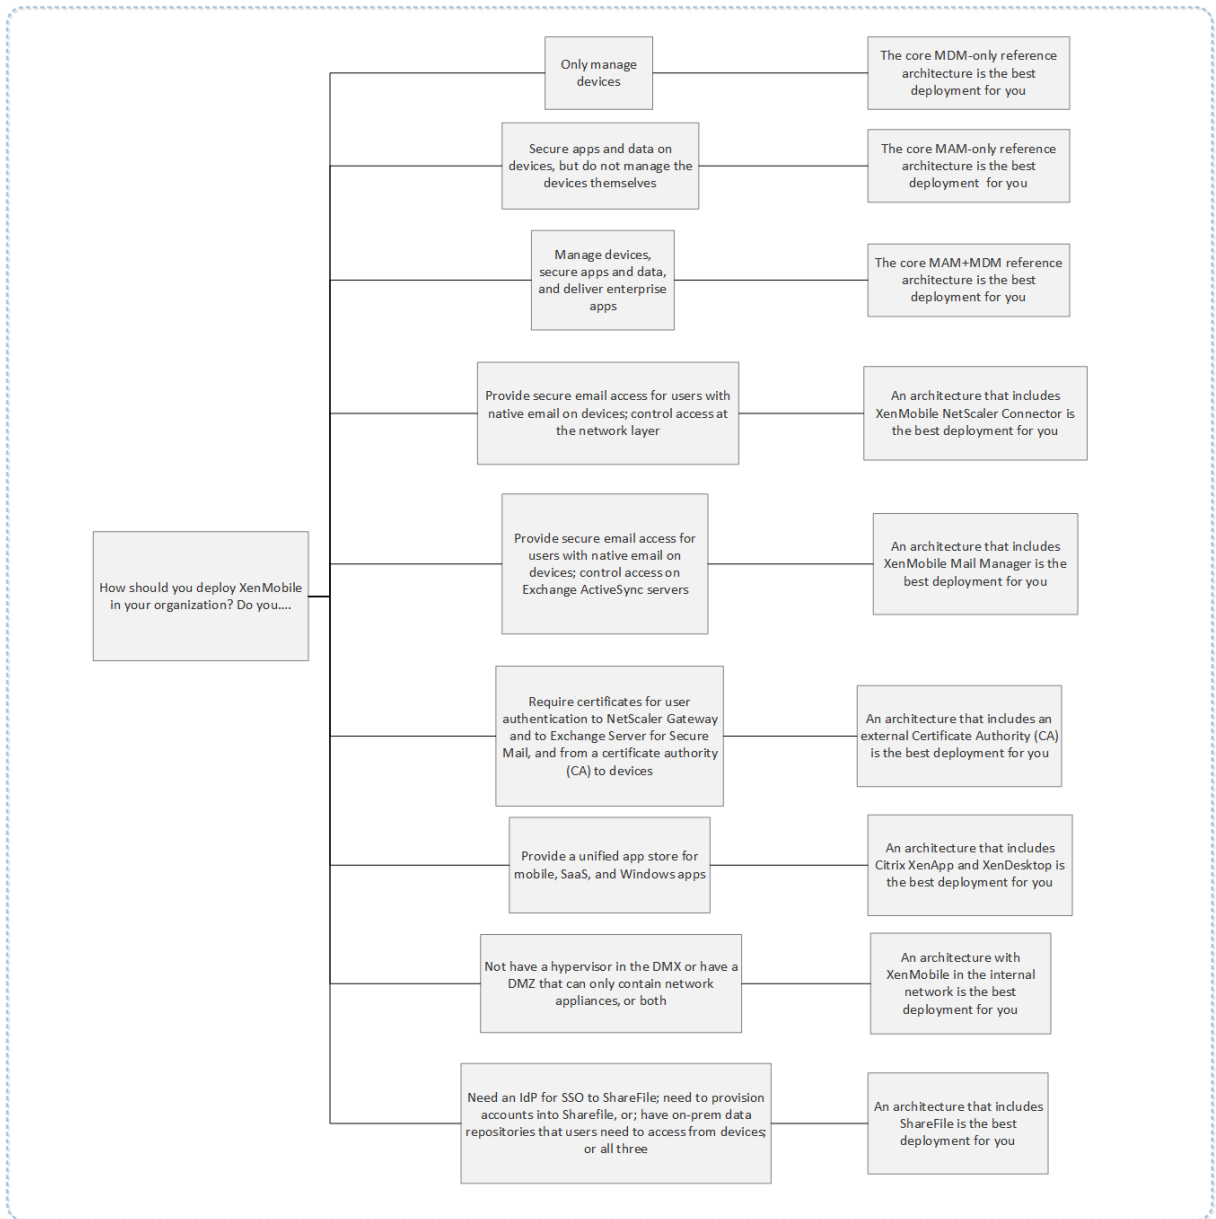 Only manage
devices
The core MDM-only reference
architecture is the best
deployment for you
Secure apps and data on
devices, but do not manage the
devices themselves
The core MAM-only reference
architecture is the best
deployment  for you
Manage devices,
secure apps and data,
and deliver enterprise
apps
The core MAM+MDM reference
architecture is the best
deployment for you
Provide secure email access for users with
native email on devices; control access at
the network layer
An architecture that includes
XenMobile NetScaler Connector is
the best deployment for you
How should you deploy XenMobile
in your organization? Do you....
Provide secure email access for
users with native email on
devices; control access on
Exchange ActiveSync servers
An architecture that includes
XenMobile Mail Manager is the
best deployment for you
Require certificates for user
authentication to NetScaler Gateway
and to Exchange Server for Secure
Mail, and from a certificate authority
(CA) to devices
An architecture that includes an
external Certificate Authority (CA)
is the best deployment for you
Provide a unified app store for
mobile, SaaS, and Windows apps
An architecture that includes
Citrix XenApp and XenDesktop is
the best deployment for you
Not have a hypervisor in the DMX or have a
DMZ that can only contain network
appliances, or both
An architecture with
XenMobile in the internal
network is the best
deployment for you
Need an IdP for SSO to ShareFile; need to provision
accounts into Sharefile, or; have on-prem data
repositories that users need to access from devices;
or all three
An architecture that includes
ShareFile is the best
deployment for you